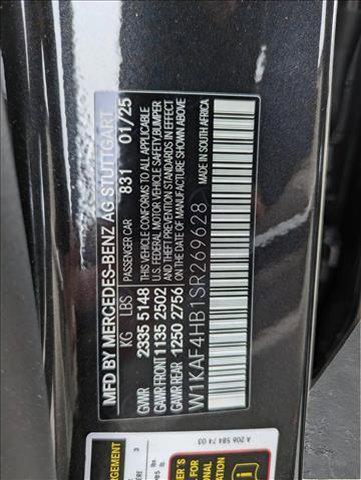 MFD BY MERCEDES-BENZ AG STUTTGART
PASSENGER CAR 831 01/25
KG LBS
GVWR 2335 5148
GAWR FRONT 1135 2502
GAWR REAR 1250 2756
THIS VEHICLE CONFORMS TO ALL APPLICABLE
U.S. FEDERAL MOTOR VEHICLE SAFETY, BUMPER
AND THEFT PREVENTION STANDARDS IN EFFECT
ON THE DATE OF MANUFACTURE SHOWN ABOVE
MADE IN SOUTH AFRICA
W1KAF4HB1SR269628
A 206 584 74 03